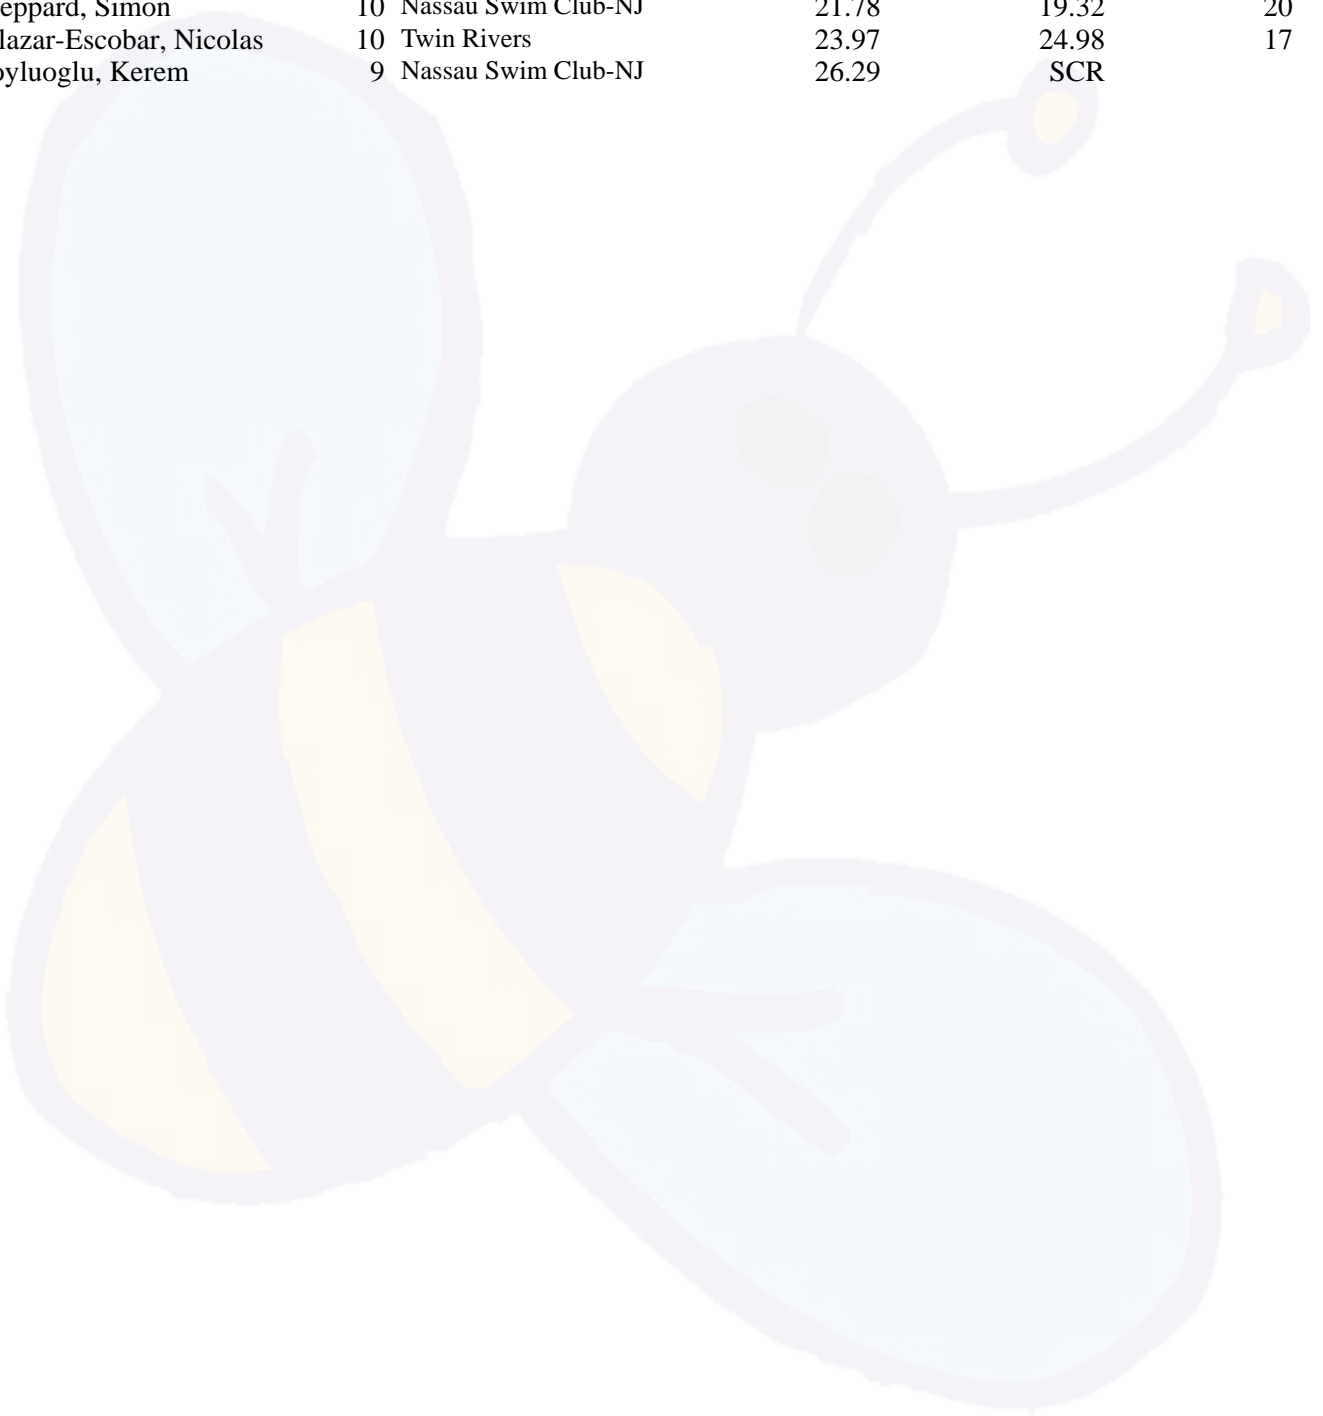 eppard, Simon 10 Nassau Swim Club-NJ 21.78 19.32 20
lazar-Escobar, Nicolas 10 Twin Rivers 23.97 24.98 17
oyluoglu, Kerem 9 Nassau Swim Club-NJ 26.29 SCR